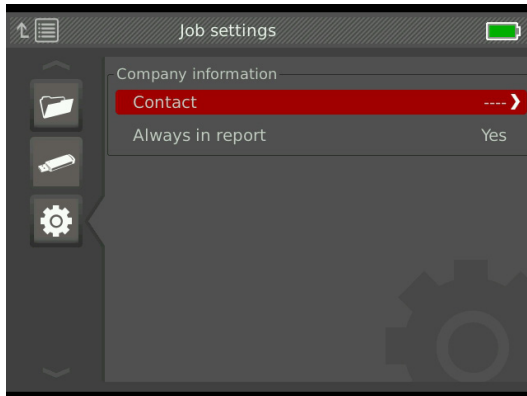 Job settings
Company information
Contact ----
Always in report Yes